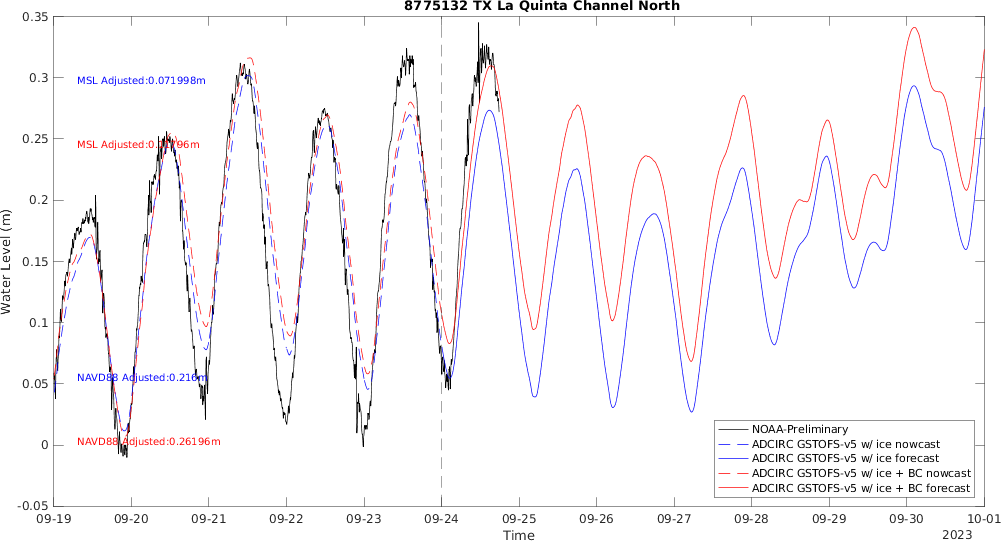 8775132 TX La Quinta Channel North
0.35
0.3
0.25
0.2
0.15
0.1
0.05
0
-0.05
Water Level (m)
MSL Adjusted:0.071998m
MSL
NAVD88 Adjusted:0.216m
NAVD88 Adjusted:0.26196m
NOAA-Preliminary
ADCIRC GSTOFS-v5 w/ ice nowcast
ADCIRC GSTOFS-v5 w/ ice forecast
ADCIRC GSTOFS-v5 w/ ice + BC nowcast
ADCIRC GSTOFS-v5 w/ ice + BC forecast
09-19 09-20 09-21 09-22 09-23 09-24 09-25 09-26 09-27 09-28 09-29 09-30 10-01
Time
2023